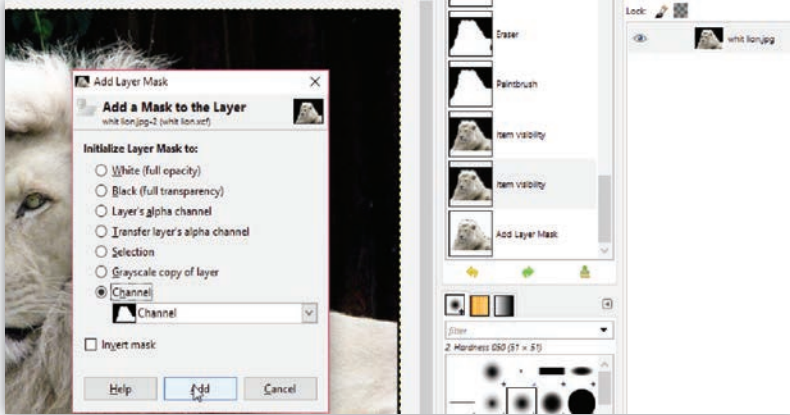 Add Layer Mask
Add a Mask to the Layer
whit lion.jpg-2 (whit lion.xcf)
Initialize Layer Mask to:
White (full opacity)
Black (full transparency)
Layer's alpha channel
Transfer layer's alpha channel
Selection
Grayscale copy of layer
Channel
Channel
Invert mask
Help
Add
Cancel
Eraser
Paintbrush
Item visibility
Item visibility
Add Layer Mask
filter
2. Hardness 050 (51 × 51)
Lock:
whit lion.jpg